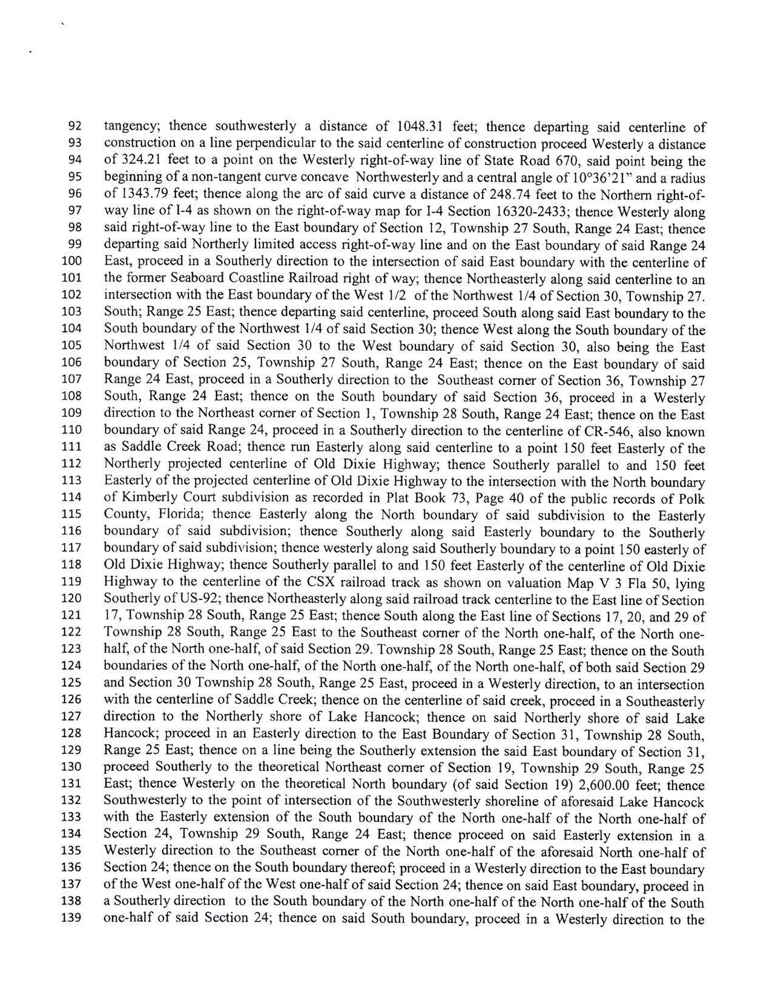 92 tangency; thence southwesterly a distance of 1048.31 feet; thence departing said centerline of
93 construction on a line perpendicular to the said centerline of construction proceed Westerly a distance
94 of 324.21 feet to a point on the Westerly right-of-way line of State Road 670, said point being the
95 beginning of a non-tangent curve concave Northwesterly and a central angle of 10°36’21” and a radius
96 of 1343.79 feet; thence along the arc of said curve a distance of 248.74 feet to the Northern right-of-
97 way line of I-4 as shown on the right-of-way map for I-4 Section 16320-2433; thence Westerly along
98 said right-of-way line to the East boundary of Section 12, Township 27 South, Range 24 East; thence
99 departing said Northerly limited access right-of-way line and on the East boundary of said Range 24
100 East, proceed in a Southerly direction to the intersection of said East boundary with the centerline of
101 the former Seaboard Coastline Railroad right of way; thence Northeasterly along said centerline to an
102 intersection with the East boundary of the West 1/2 of the Northwest 1/4 of Section 30, Township 27.
103 South; Range 25 East; thence departing said centerline, proceed South along said East boundary to the
104 South boundary of the Northwest 1/4 of said Section 30; thence West along the South boundary of the
105 Northwest 1/4 of said Section 30 to the West boundary of said Section 30, also being the East
106 boundary of Section 25, Township 27 South, Range 24 East; thence on the East boundary of said
107 Range 24 East, proceed in a Southerly direction to the Southeast corner of Section 36, Township 27
108 South, Range 24 East; thence on the South boundary of said Section 36, proceed in a Westerly
109 direction to the Northeast corner of Section 1, Township 28 South, Range 24 East; thence on the East
110 boundary of said Range 24, proceed in a Southerly direction to the centerline of CR-546, also known
111 as Saddle Creek Road; thence run Easterly along said centerline to a point 150 feet Easterly of the
112 Northerly projected centerline of Old Dixie Highway; thence Southerly parallel to and 150 feet
113 Easterly of the projected centerline of Old Dixie Highway to the intersection with the North boundary
114 of Kimberly Court subdivision as recorded in Plat Book 73, Page 40 of the public records of Polk
115 County, Florida; thence Easterly along the North boundary of said subdivision to the Easterly
116 boundary of said subdivision; thence Southerly along said Easterly boundary to the Southerly
117 boundary of said subdivision; thence westerly along said Southerly boundary to a point 150 easterly of
118 Old Dixie Highway; thence Southerly parallel to and 150 feet Easterly of the centerline of Old Dixie
119 Highway to the centerline of the CSX railroad track as shown on valuation Map V 3 Fla 50, lying
120 Southerly of US-92; thence Northeasterly along said railroad track centerline to the East line of Section
121 17, Township 28 South, Range 25 East; thence South along the East line of Sections 17, 20, and 29 of
122 Township 28 South, Range 25 East to the Southeast corner of the North one-half, of the North one-
123 half, of the North one-half, of said Section 29. Township 28 South, Range 25 East; thence on the South
124 boundaries of the North one-half, of the North one-half, of the North one-half, of both said Section 29
125 and Section 30 Township 28 South, Range 25 East, proceed in a Westerly direction, to an intersection
126 with the centerline of Saddle Creek; thence on the centerline of said creek, proceed in a Southeasterly
127 direction to the Northerly shore of Lake Hancock; thence on said Northerly shore of said Lake
128 Hancock; proceed in an Easterly direction to the East Boundary of Section 31, Township 28 South,
129 Range 25 East; thence on a line being the Southerly extension the said East boundary of Section 31,
130 proceed Southerly to the theoretical Northeast corner of Section 19, Township 29 South, Range 25
131 East; thence Westerly on the theoretical North boundary (of said Section 19) 2,600.00 feet; thence
132 Southwesterly to the point of intersection of the Southwesterly shoreline of aforesaid Lake Hancock
133 with the Easterly extension of the South boundary of the North one-half of the North one-half of
134 Section 24, Township 29 South, Range 24 East; thence proceed on said Easterly extension in a
135 Westerly direction to the Southeast corner of the North one-half of the aforesaid North one-half of
136 Section 24; thence on the South boundary thereof; proceed in a Westerly direction to the East boundary
137 of the West one-half of the West one-half of said Section 24; thence on said East boundary, proceed in
138 a Southerly direction to the South boundary of the North one-half of the North one-half of the South
139 one-half of said Section 24; thence on said South boundary, proceed in a Westerly direction to the